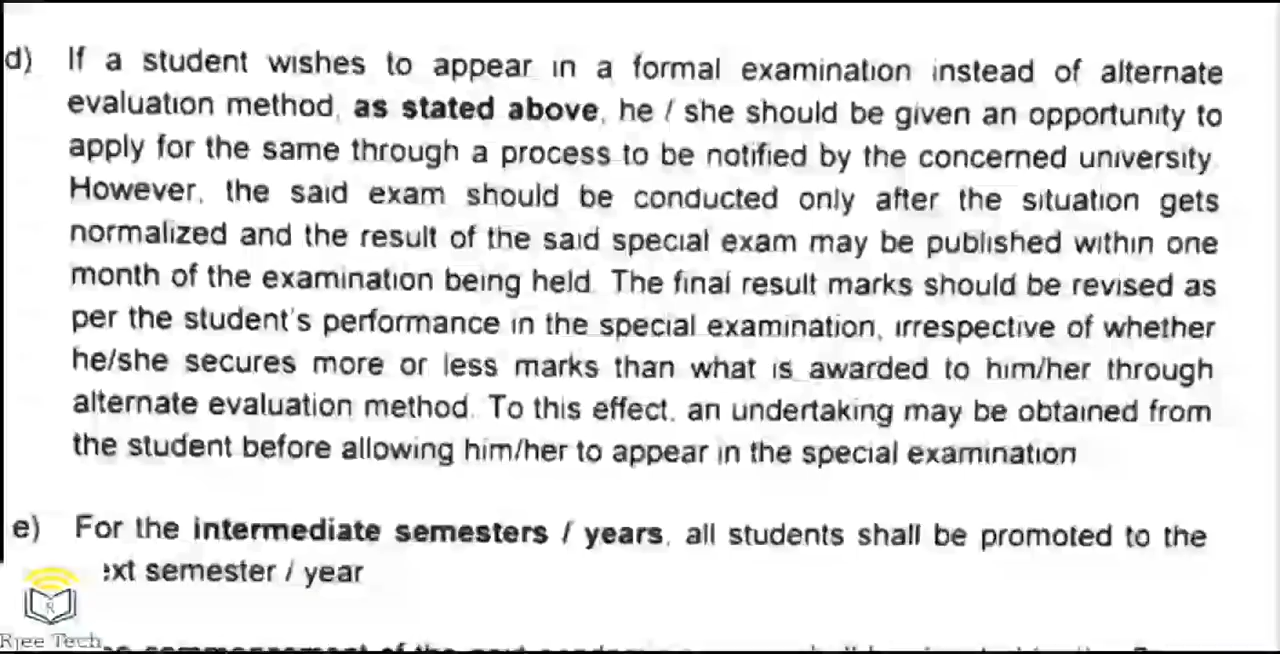 d) If a student wishes to appear in a formal examination instead of alternate
evaluation method, as stated above, he / she should be given an opportunity to
apply for the same through a process to be notified by the concerned university.
However, the said exam should be conducted only after the situation gets
normalized and the result of the said special exam may be published within one
month of the examination being held. The final result marks should be revised as
per the student's performance in the special examination, irrespective of whether
he/she secures more or less marks than what is awarded to him/her through
alternate evaluation method. To this effect, an undertaking may be obtained from
the student before allowing him/her to appear in the special examination
e) For the intermediate semesters / years, all students shall be promoted to the
ext semester / year
R
Rjee Tech
commencement of the next